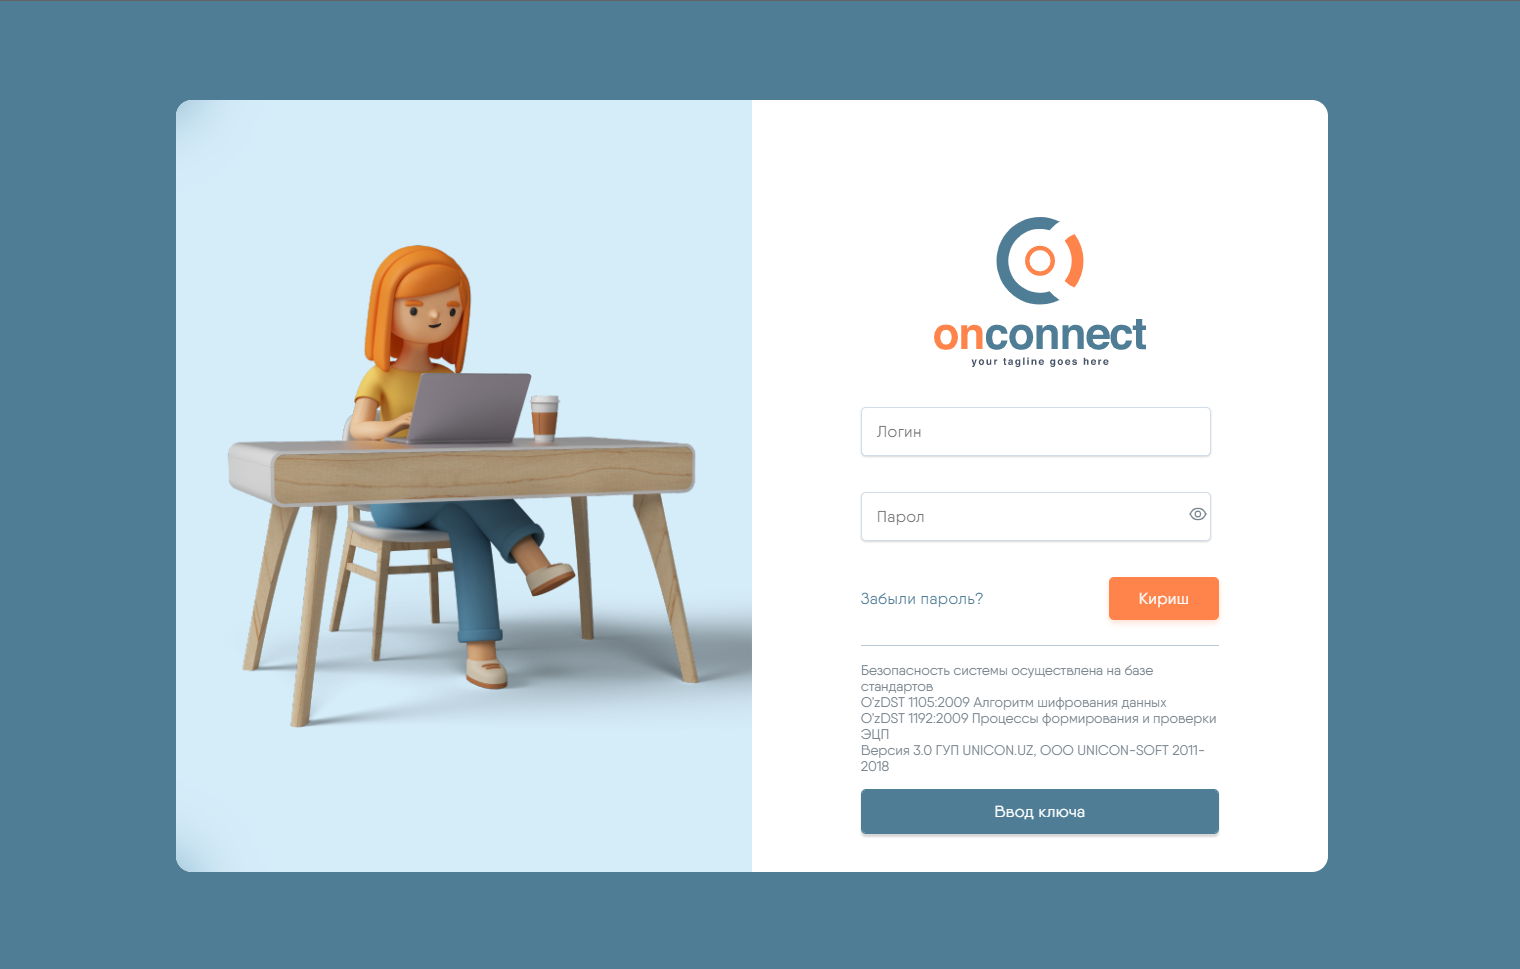 onconnect
your tagline goes here
Логин
Парол
Забыли пароль?
Кириш
Безопасность системы осуществлена на базе
стандартов
O'zDST 1105:2009 Алгоритм шифрования данных
O'zDST 1192:2009 Процессы формирования и проверки
ЭЦП
Версия 3.0 ГУП UNICON.UZ, ООО UNICON-SOFT 2011-
2018
Ввод ключа